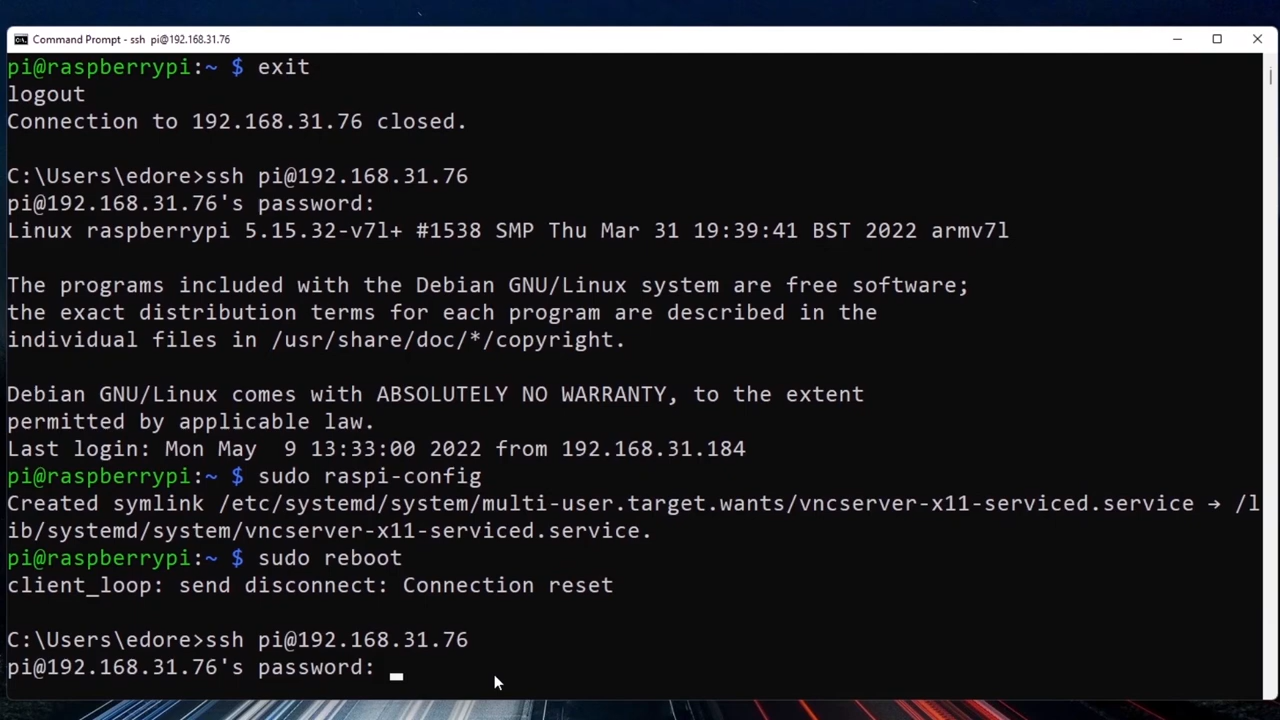 Command Prompt - ssh  pi@192.168.31.76
pi@raspberrypi:~ $ exit
logout
Connection to 192.168.31.76 closed.
C:\Users\edore>ssh pi@192.168.31.76
pi@192.168.31.76's password:
Linux raspberrypi 5.15.32-v7l+ #1538 SMP Thu Mar 31 19:39:41 BST 2022 armv7l
The programs included with the Debian GNU/Linux system are free software;
the exact distribution terms for each program are described in the
individual files in /usr/share/doc/*/copyright.
Debian GNU/Linux comes with ABSOLUTELY NO WARRANTY, to the extent
permitted by applicable law.
Last login: Mon May  9 13:33:00 2022 from 192.168.31.184
pi@raspberrypi:~ $ sudo raspi-config
Created symlink /etc/systemd/system/multi-user.target.wants/vncserver-x11-serviced.service → /l
ib/systemd/system/vncserver-x11-serviced.service.
pi@raspberrypi:~ $ sudo reboot
client_loop: send disconnect: Connection reset
C:\Users\edore>ssh pi@192.168.31.76
pi@192.168.31.76's password: